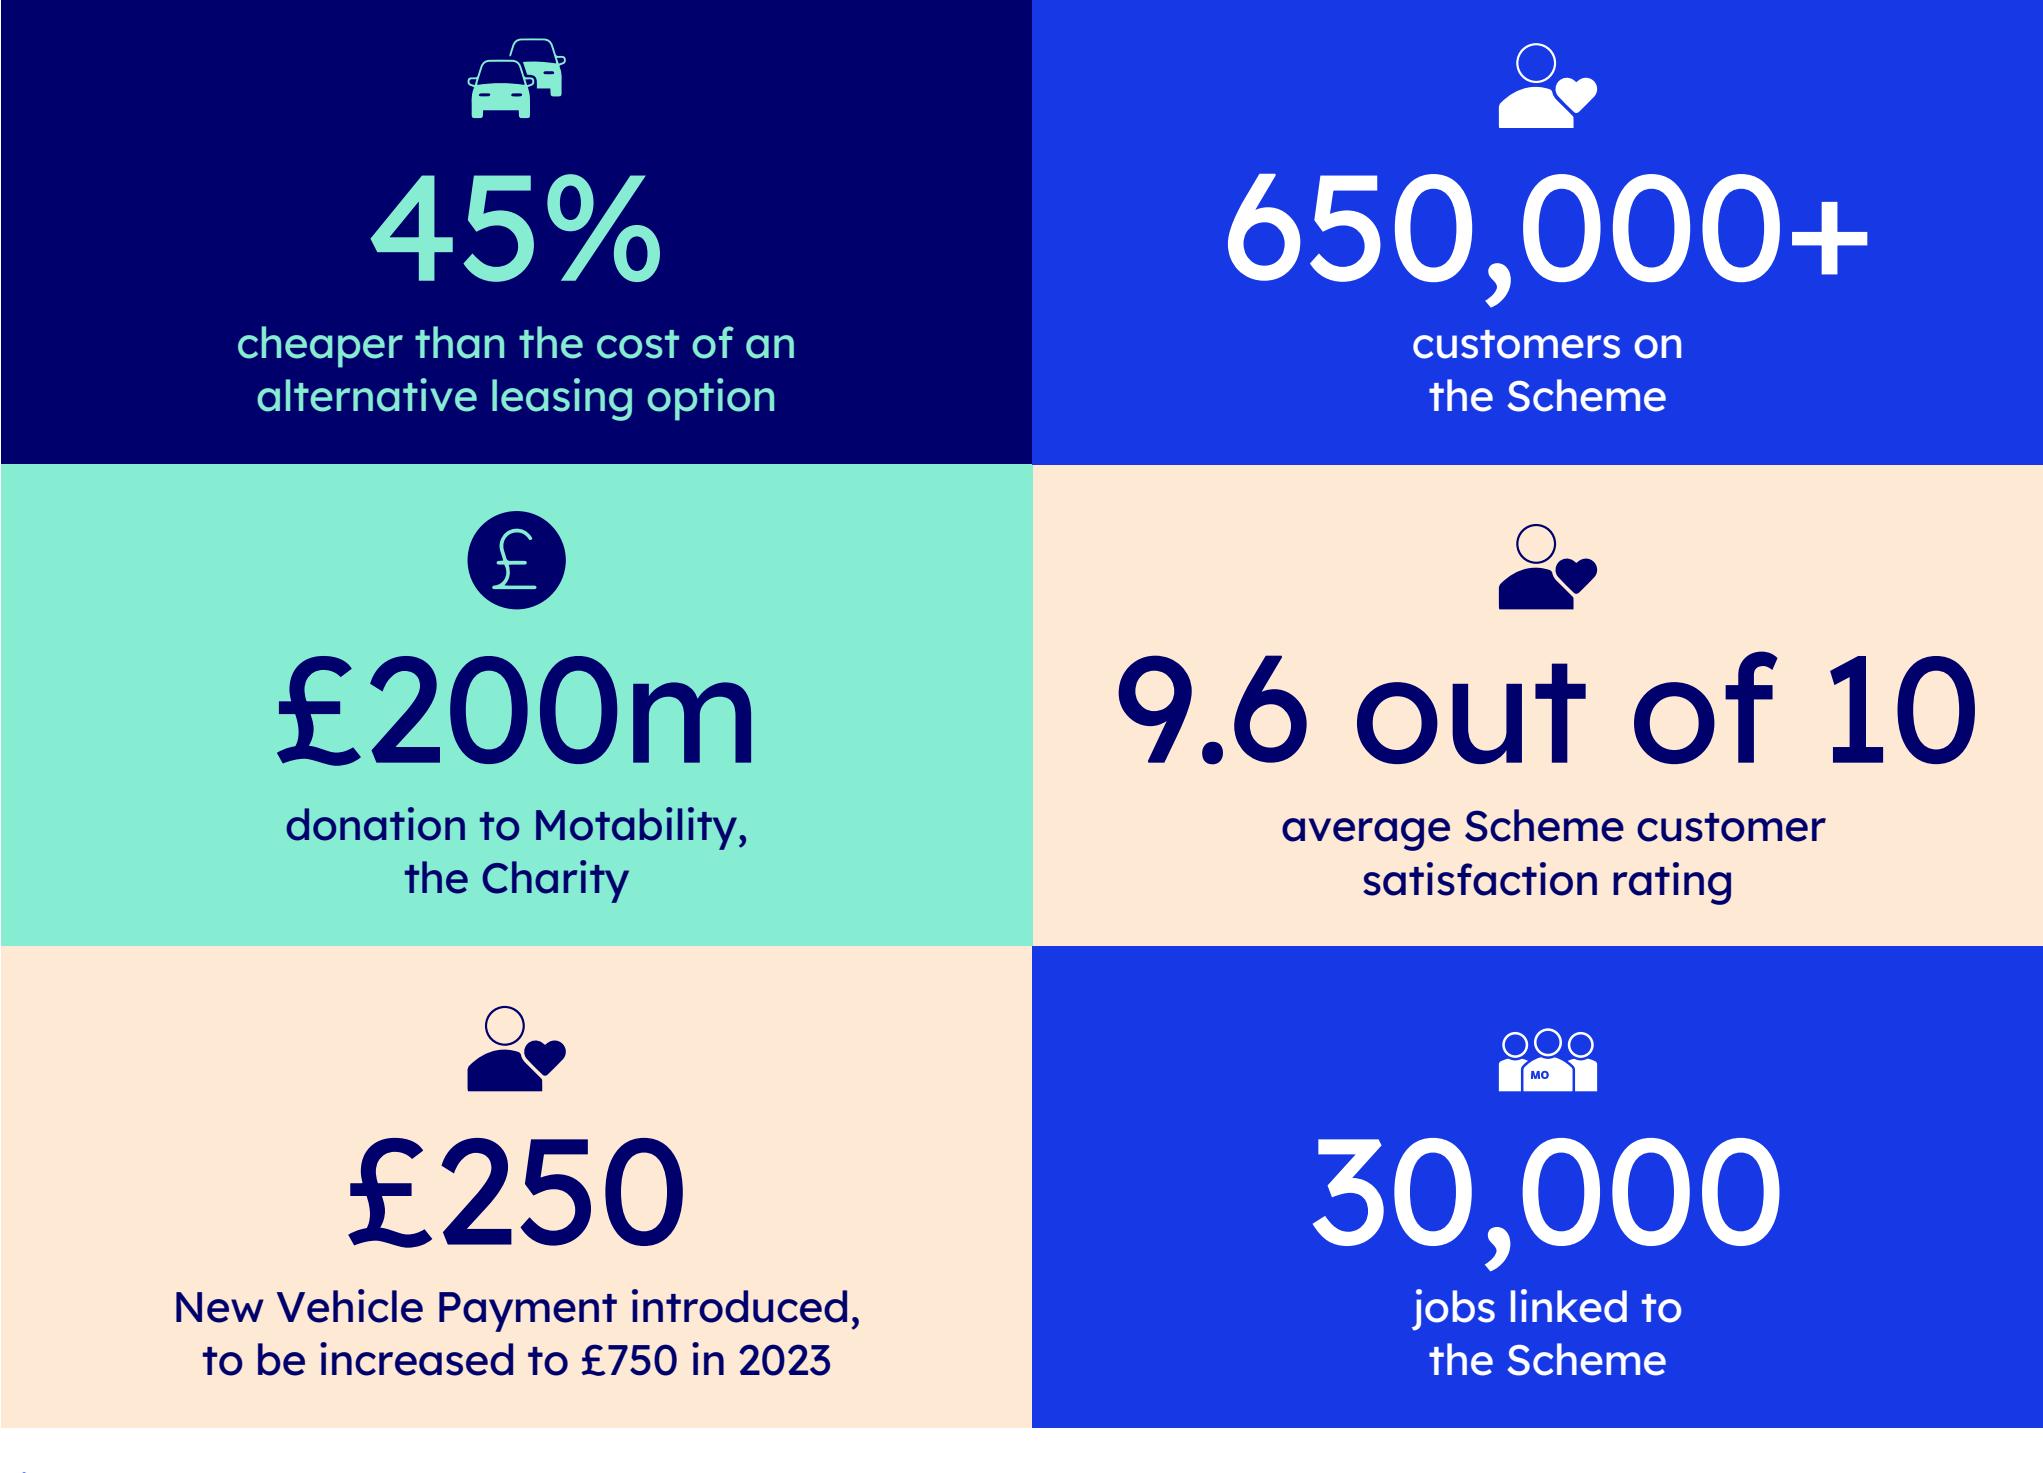 45%
cheaper than the cost of an
alternative leasing option
650,000+
customers on
the Scheme
£
£200m
donation to Motability,
the Charity
9.6 out of 10
average Scheme customer
satisfaction rating
£250
New Vehicle Payment introduced,
to be increased to £750 in 2023
MO
30,000
jobs linked to
the Scheme